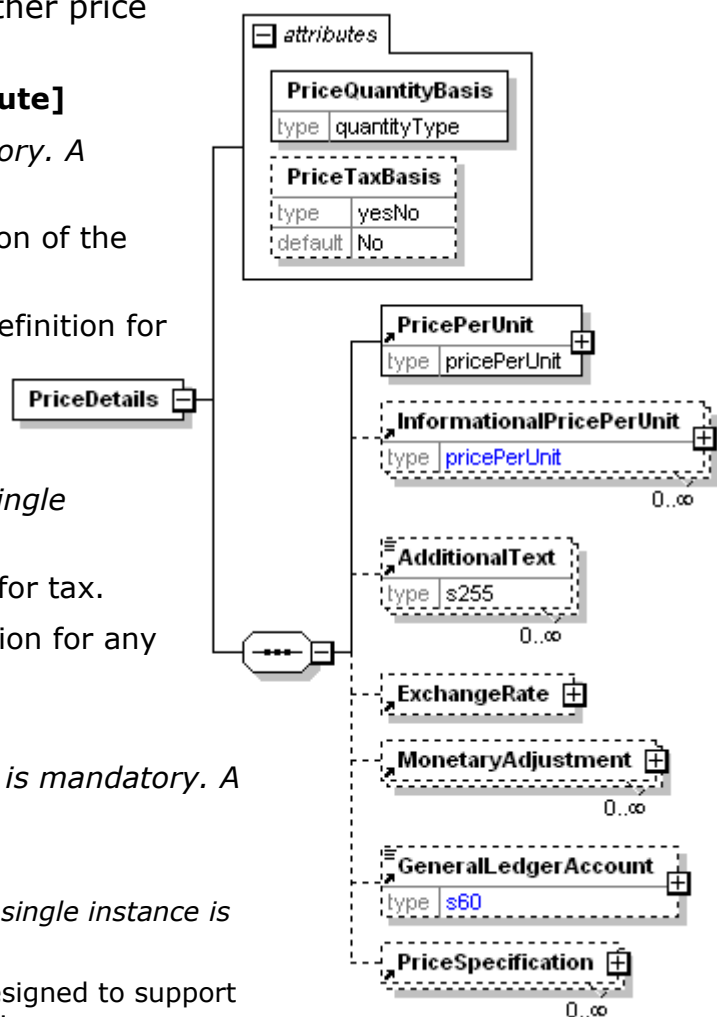 ther price
ute]
ory. A
on of the
efinition for
ingle
for tax.
ion for any
is mandatory. A
single instance is
signed to support
attributes
PriceQuantityBasis
type quantityType
PriceTaxBasis
type yesNo
default No
PriceDetails
PricePerUnit
type pricePerUnit
InformationalPricePerUnit
type pricePerUnit
0..∞
AdditionalText
type s255
0..∞
ExchangeRate
MonetaryAdjustment
0..∞
GeneralLedgerAccount
type s60
PriceSpecification
0..∞